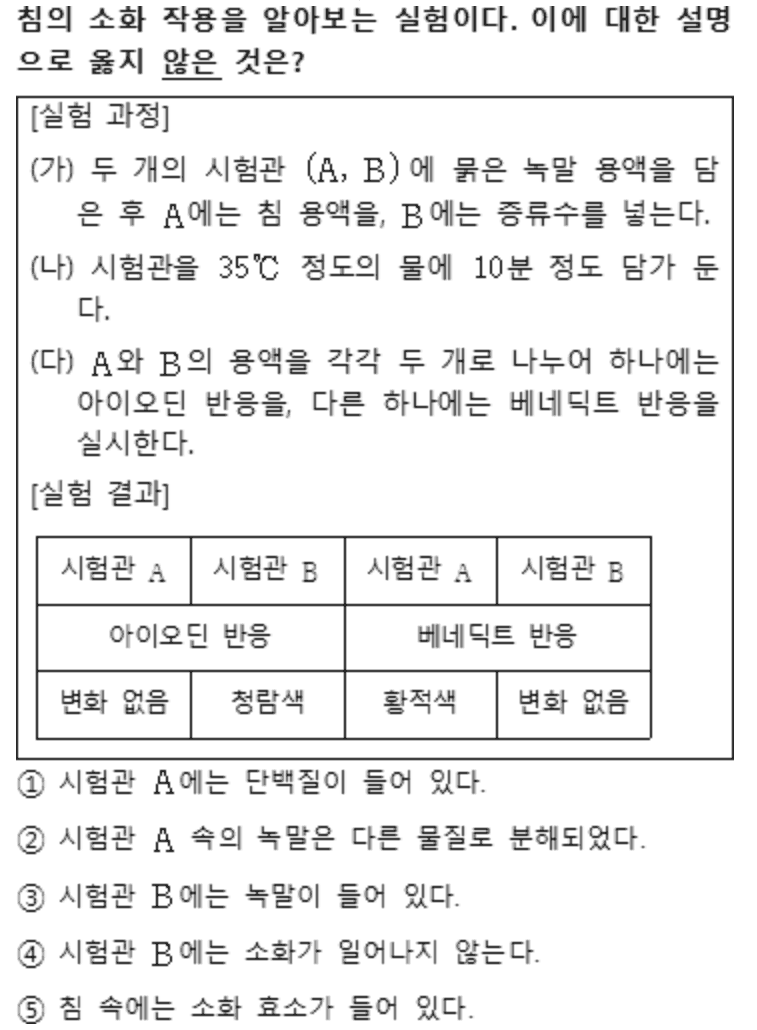 침의 소화 작용을 알아보는 실험이다. 이에 대한 설명
으로 옳지 않은 것은?
[실험 과정]
(가) 두 개의 시험관 (A, B)에 묽은 녹말 용액을 담
은 후 A에는 침 용액을, B에는 증류수를 넣는다.
(나) 시험관을 35℃ 정도의 물에 10분 정도 담가 둔
다.
(다) A와 B의 용액을 각각 두 개로 나누어 하나에는
아이오딘 반응을, 다른 하나에는 베네딕트 반응을
실시한다.
[실험 결과]
시험관 A 시험관 B 시험관 A 시험관 B
아이오딘 반응 베네딕트 반응
변화 없음 청람색 황적색 변화 없음
① 시험관 A에는 단백질이 들어 있다.
② 시험관 A 속의 녹말은 다른 물질로 분해되었다.
③ 시험관 B에는 녹말이 들어 있다.
④ 시험관 B에는 소화가 일어나지 않는다.
⑤ 침 속에는 소화 효소가 들어 있다.